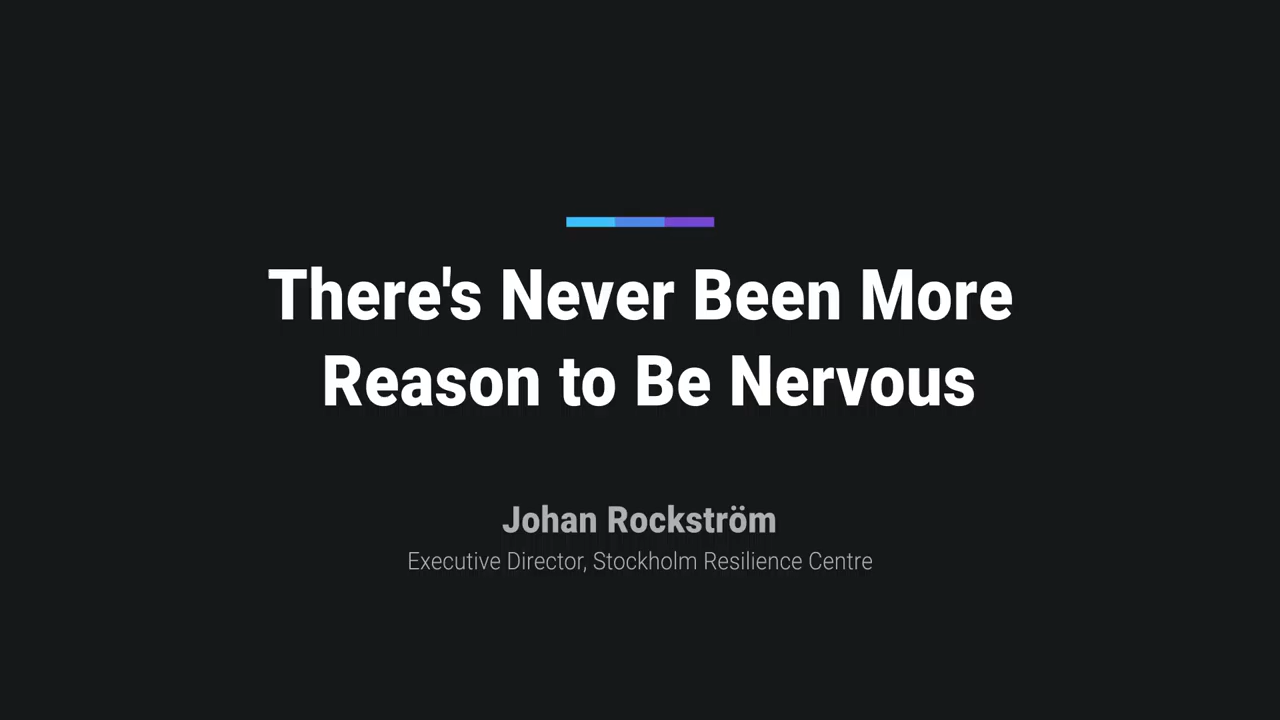 There's Never Been More
Reason to Be Nervous
Johan Rockström
Executive Director, Stockholm Resilience Centre